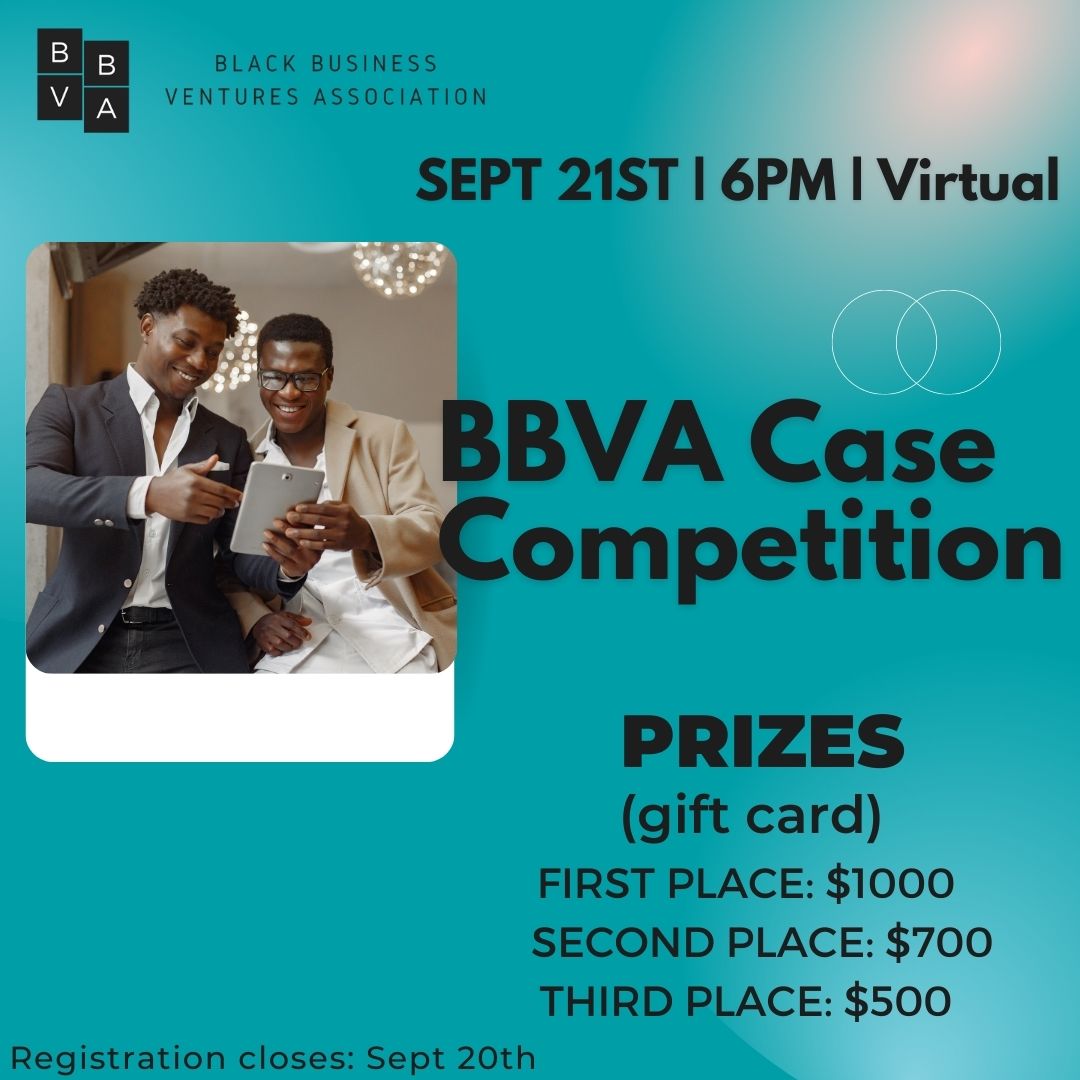 B B
V A
BLACK BUSINESS
VENTURES ASSOCIATION
SEPT 21ST | 6PM | Virtual
BBVA Case
Competition
PRIZES
(gift card)
FIRST PLACE: $1000
SECOND PLACE: $700
THIRD PLACE: $500
Registration closes: Sept 20th